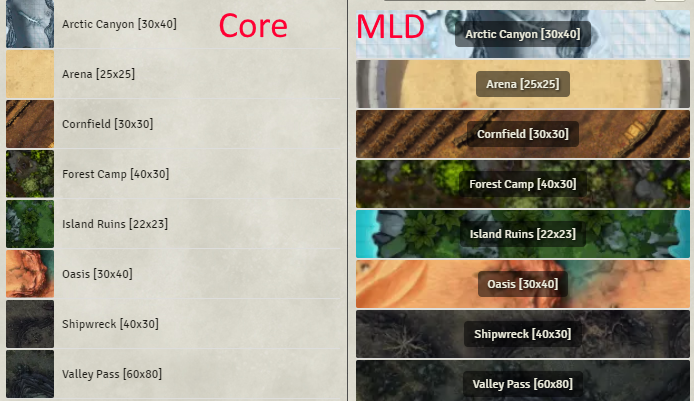 Core
Arctic Canyon [30x40]
Arena [25x25]
Cornfield [30x30]
Forest Camp [40x30]
Island Ruins [22x23]
Oasis [30x40]
Shipwreck [40x30]
Valley Pass [60x80]
MLD
Arctic Canyon [30x40]
Arena [25x25]
Cornfield [30x30]
Forest Camp [40x30]
Island Ruins [22x23]
Oasis [30x40]
Shipwreck [40x30]
Valley Pass [60x80]